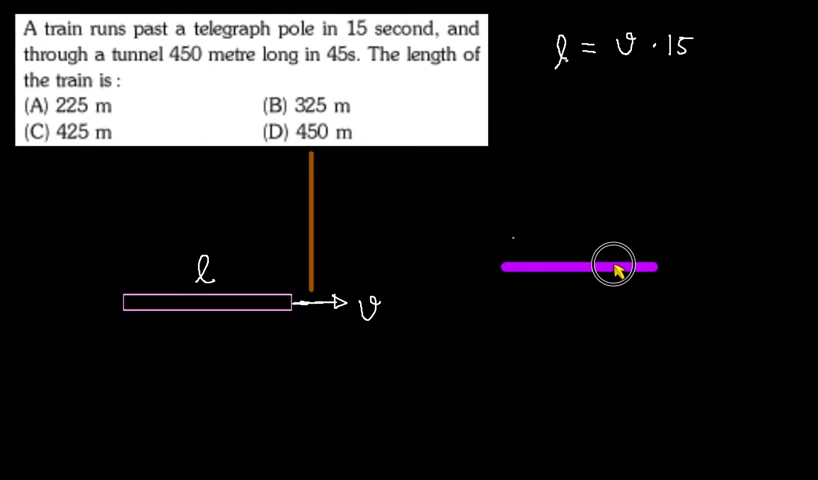 A train runs past a telegraph pole in 15 second, and
through a tunnel 450 metre long in 45s. The length of
the train is :
(A) 225 m (B) 325 m
(C) 425 m (D) 450 m
l = v · 15
l
v